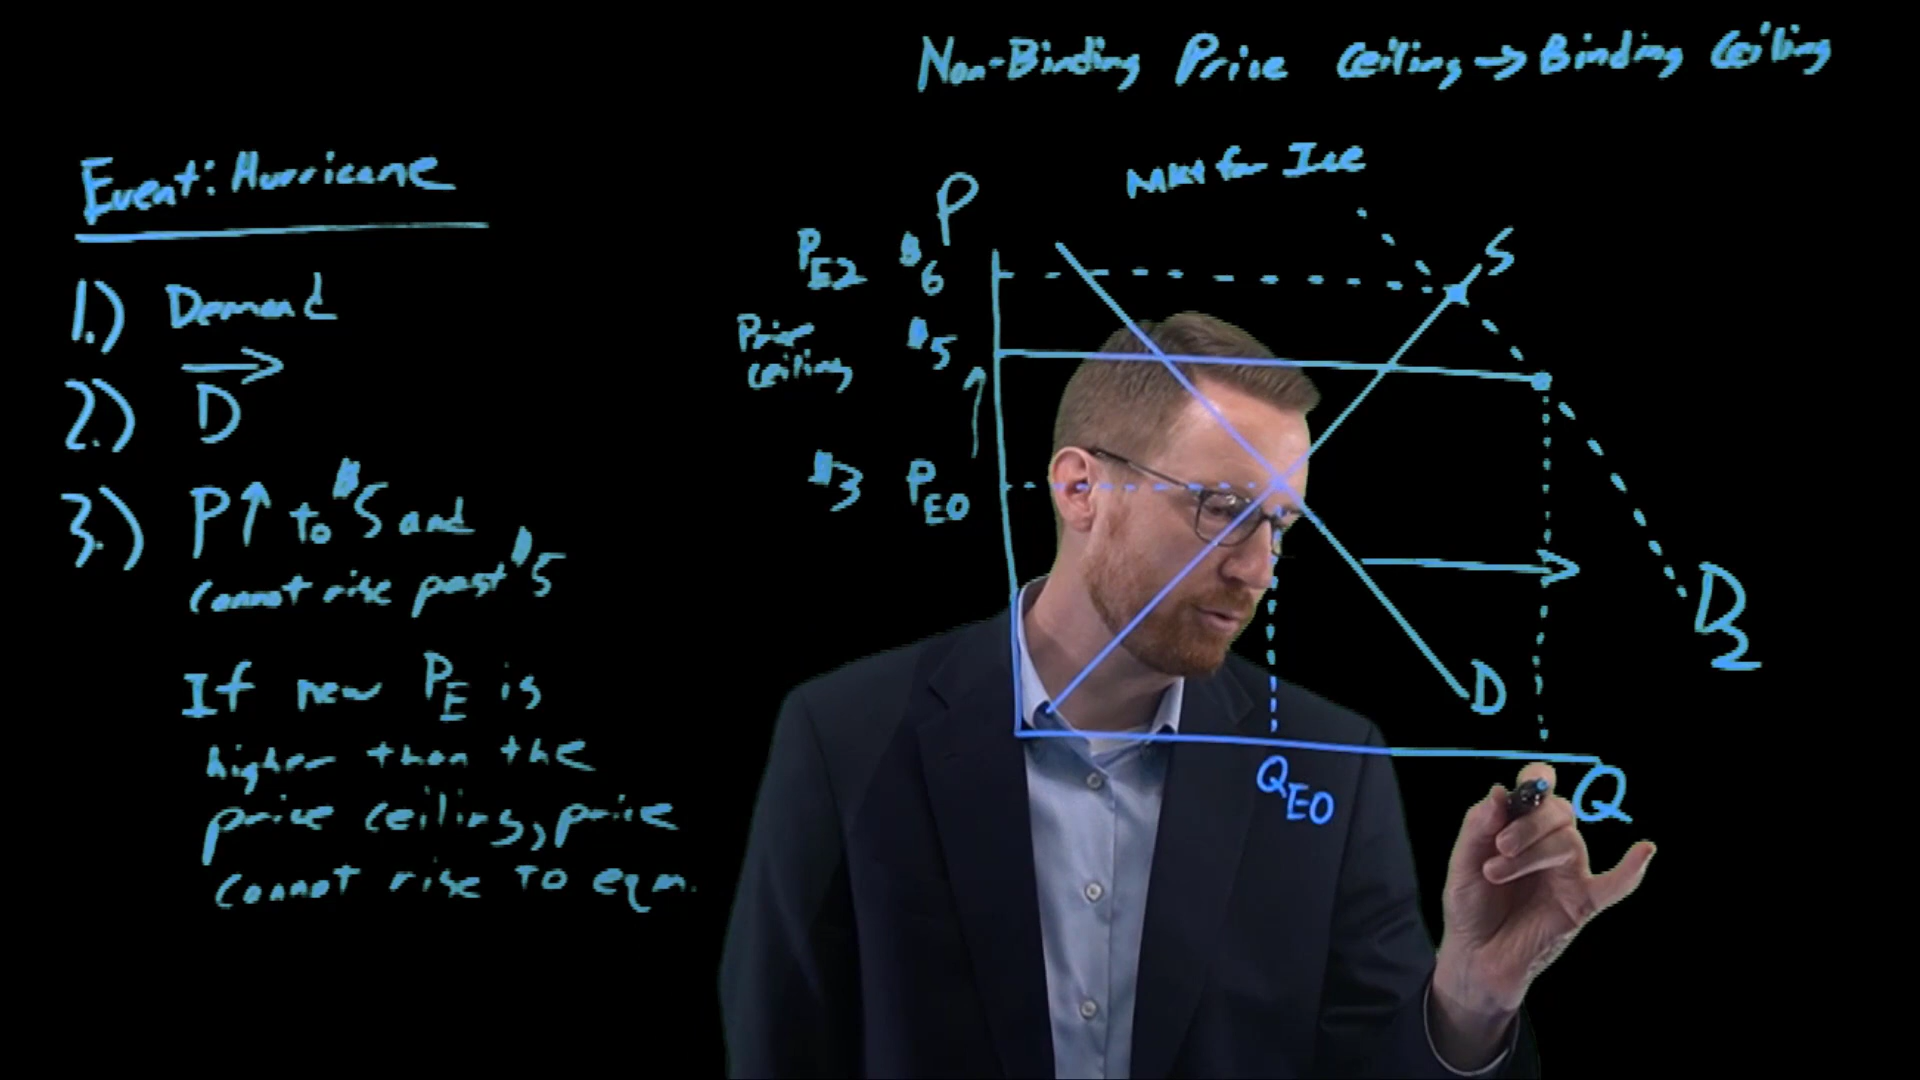 Non-Binding Price Ceiling → Binding Ceiling
Event: Hurricane
1.) Demand
2.) D
3.) P↑ to $5 and
cannot rise past $5
If new PE is
higher than the
price ceiling, price
cannot rise to eqm.
Mkt for Ice
P
PE2 $6
Price
ceiling $5
$3 PE0
S
D
D2
QE0
Q